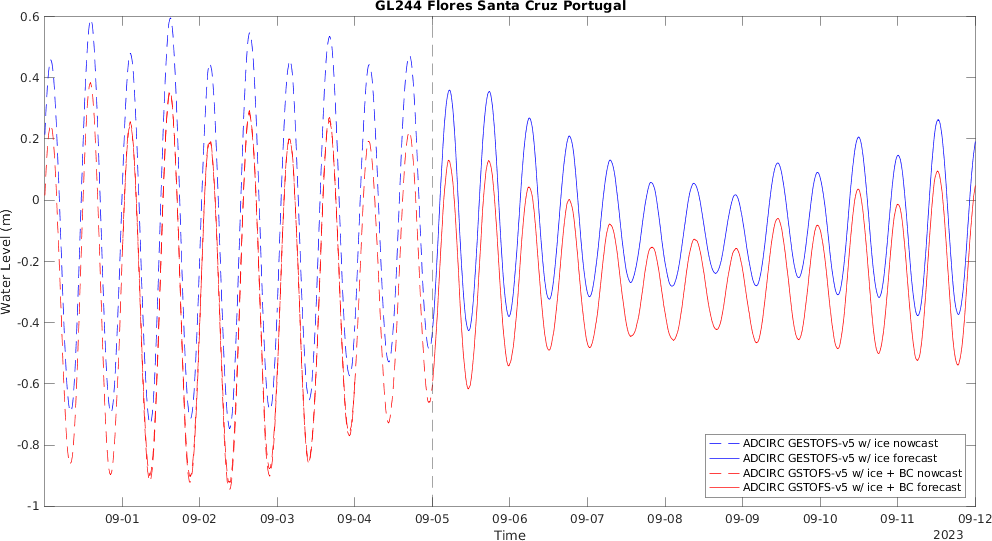 GL244 Flores Santa Cruz Portugal
0.6
0.4
0.2
0
-0.2
-0.4
-0.6
-0.8
-1
Water Level (m)
ADCIRC GESTOFS-v5 w/ ice nowcast
ADCIRC GESTOFS-v5 w/ ice forecast
ADCIRC GSTOFS-v5 w/ ice + BC nowcast
ADCIRC GSTOFS-v5 w/ ice + BC forecast
09-01 09-02 09-03 09-04 09-05 09-06 09-07 09-08 09-09 09-10 09-11 09-12
Time
2023